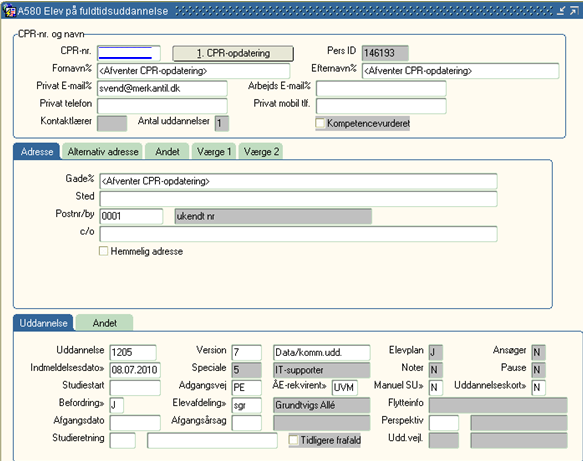 A580 Elev på fuldtidsuddannelse
CPR-nr. og navn
CPR-nr. 1. CPR-opdatering Pers ID 146193
Fornavn% <Afventer CPR-opdatering> Efternavn% <Afventer CPR-opdatering>
Privat E-mail% svend@merkantil.dk Arbejds E-mail%
Privat telefon Privat mobil tlf.
Kontaktlærer Antal uddannelser 1 Kompetencevurderet
Adresse Alternativ adresse Andet Værge 1 Værge 2
Gade% <Afventer CPR-opdatering>
Sted
Postnr/by 0001 ukendt nr
c/o
Hemmelig adresse
Uddannelse Andet
Uddannelse 1205 Version 7 Data/komm.udd. Elevplan J Ansøger N
Indmeldelsesdato» 08.07.2010 Speciale 5 IT-supporter Noter N Pause N
Studiestart Adgangsvej PE ÅE-rekvirent» UVM Manuel SU» N Uddannelseskort» N
Befordring» J Elevafdeling» sgr Grundtvigs Allé Flytteinfo
Afgangsdato Afgangsårsag Perspektiv
Studieretning Tidligere frafald Udd.vejl.